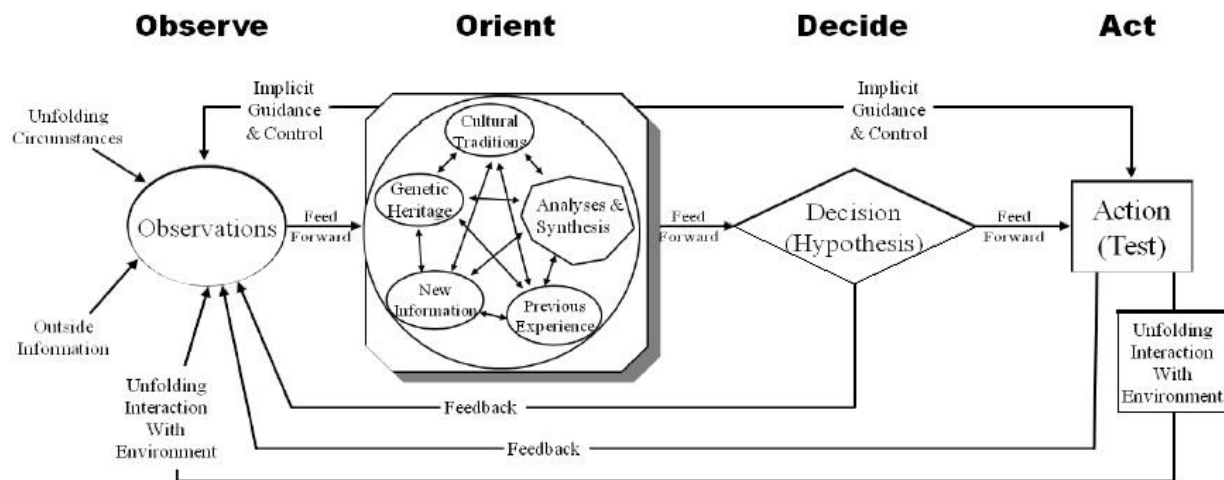 Observe
Orient
Decide
Act
Implicit
Guidance
& Control
Implicit
Guidance
& Control
Unfolding
Circumstances
Observations
Outside
Information
Unfolding
Interaction
With
Environment
Feed
Forward
Cultural
Traditions
Genetic
Heritage
Analyses &
Synthesis
New
Information
Previous
Experience
Feed
Forward
Decision
(Hypothesis)
Feed
Forward
Action
(Test)
Unfolding
Interaction
With
Environment
Feedback
Feedback